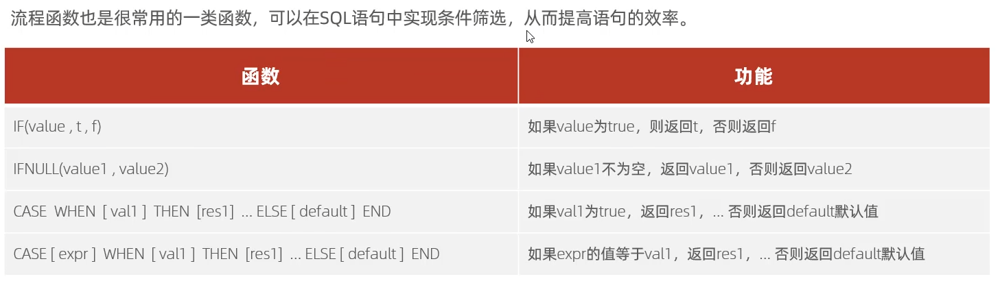 流程函数也是很常用的一类函数，可以在SQL语句中实现条件筛选，从而提高语句的效率。
函数 功能
IF(value , t , f) 如果value为true，则返回t，否则返回f
IFNULL(value1 , value2) 如果value1不为空，返回value1，否则返回value2
CASE WHEN [ val1 ] THEN [res1] ... ELSE [ default ] END 如果val1为true，返回res1，... 否则返回default默认值
CASE [ expr ] WHEN [ val1 ] THEN [res1] ... ELSE [ default ] END 如果expr的值等于val1，返回res1，... 否则返回default默认值